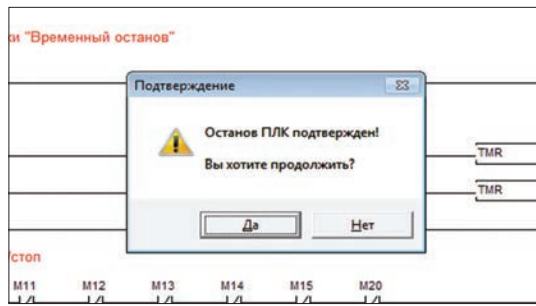 ки "Временный останов"
Подтверждение
Останов ПЛК подтвержден!
Вы хотите продолжить?
TMR
TMR
Да
Нет
/стоп
M11 M12 M13 M14 M15 M20